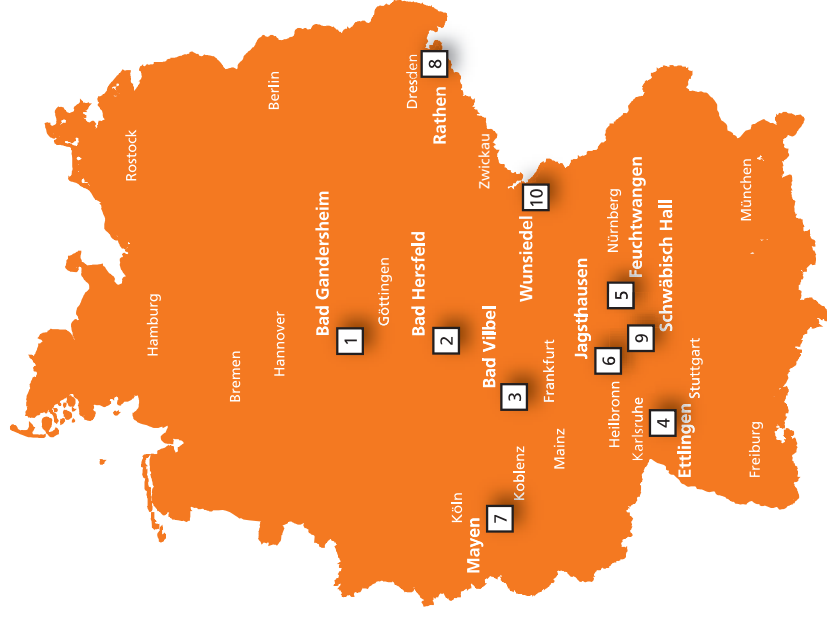 Rostock
Hamburg
Berlin
Bremen
Hannover
Bad Gandersheim
1
Göttingen
Dresden
8
Rathen
Bad Hersfeld
2
Köln
Mayen
7
Zwickau
Bad Vilbel
3
Koblenz
Wunsiedel
10
Frankfurt
Mainz
Jagsthausen
6
Heilbronn
Nürnberg
5
Feuchtwangen
9
Schwäbisch Hall
Karlsruhe
4
Ettlingen
Stuttgart
München
Freiburg